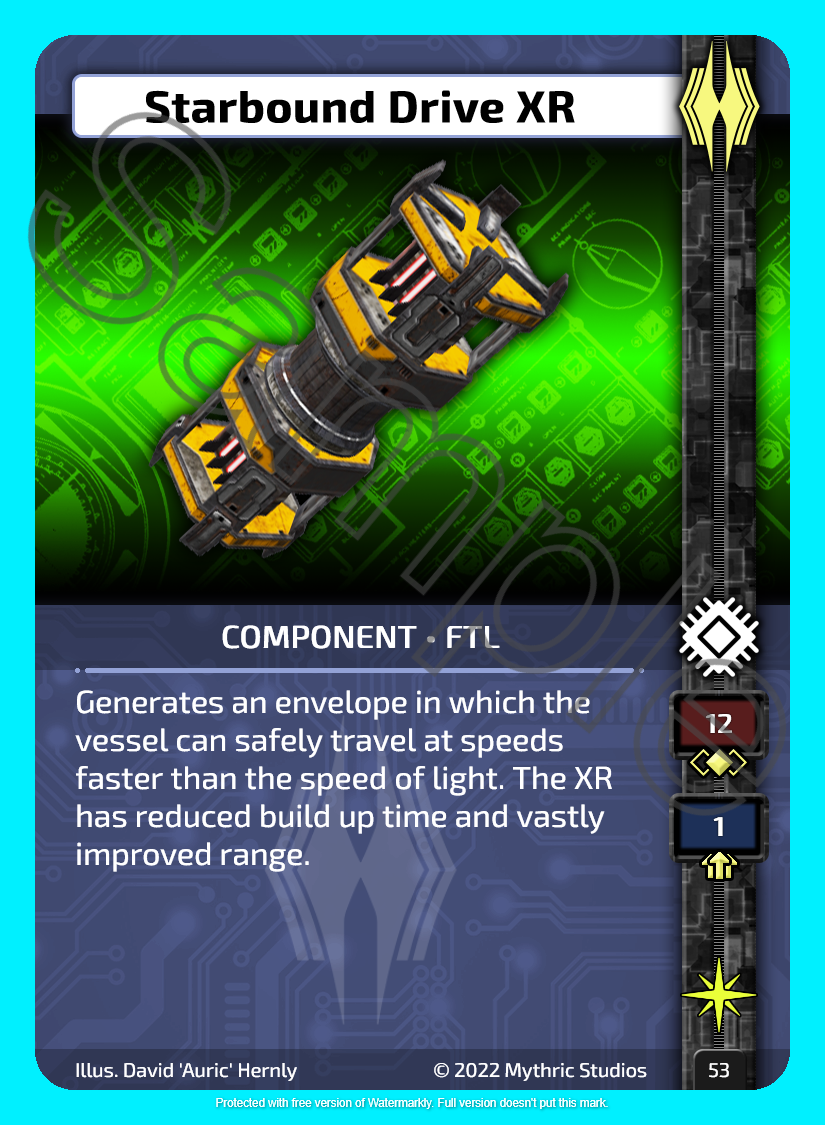 Starbound Drive XR
COMPONENT · FTL
Generates an envelope in which the
vessel can safely travel at speeds
faster than the speed of light. The XR
has reduced build up time and vastly
improved range.
12
1
Illus. David 'Auric' Hernly
© 2022 Mythric Studios
53
Sample
Protected with free version of Watermarkly. Full version doesn't put this mark.